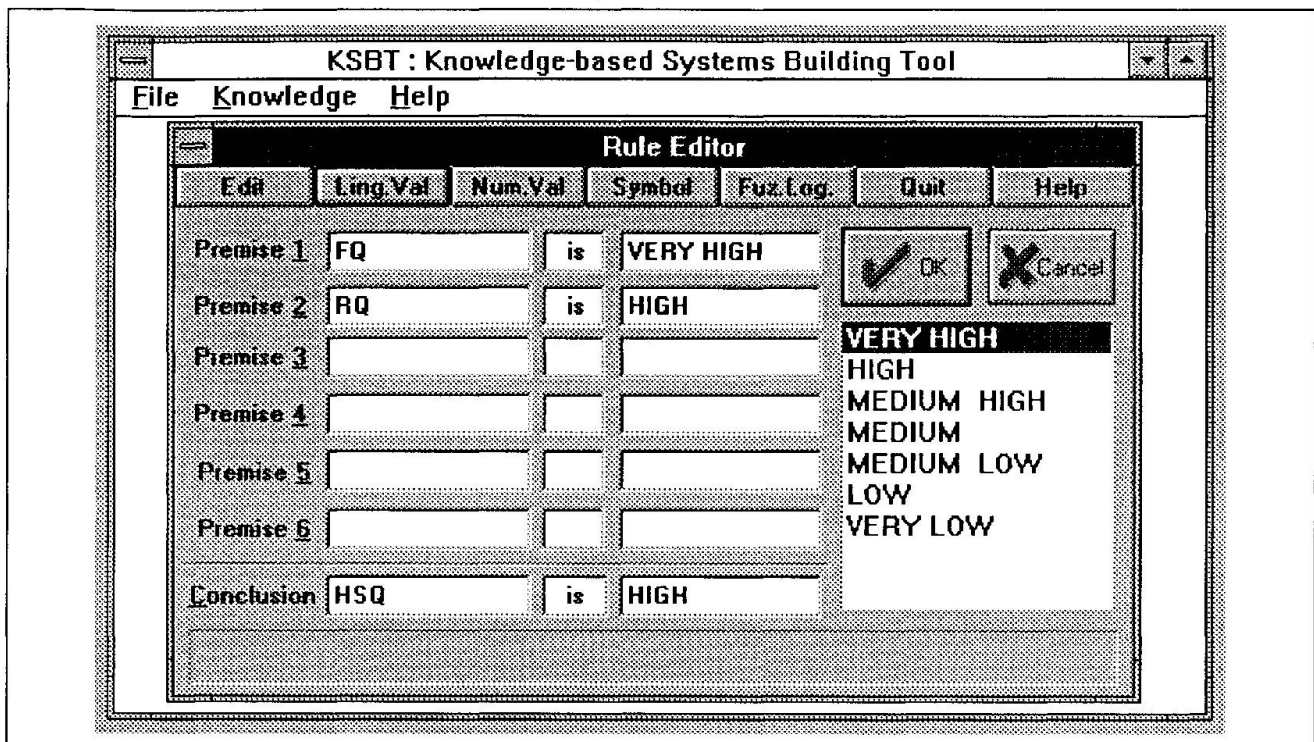 KSBT : Knowledge-based Systems Building Tool
File Knowledge Help
Rule Editor
Edit Ling.Val Num.Val Symbol Fuz.Log. Quit Help
Premise 1 FQ is VERY HIGH
OK Cancel
Premise 2 RQ is HIGH
Premise 3
Premise 4
Premise 5
Premise 6
Conclusion HSQ is HIGH
VERY HIGH
HIGH
MEDIUM HIGH
MEDIUM
MEDIUM LOW
LOW
VERY LOW